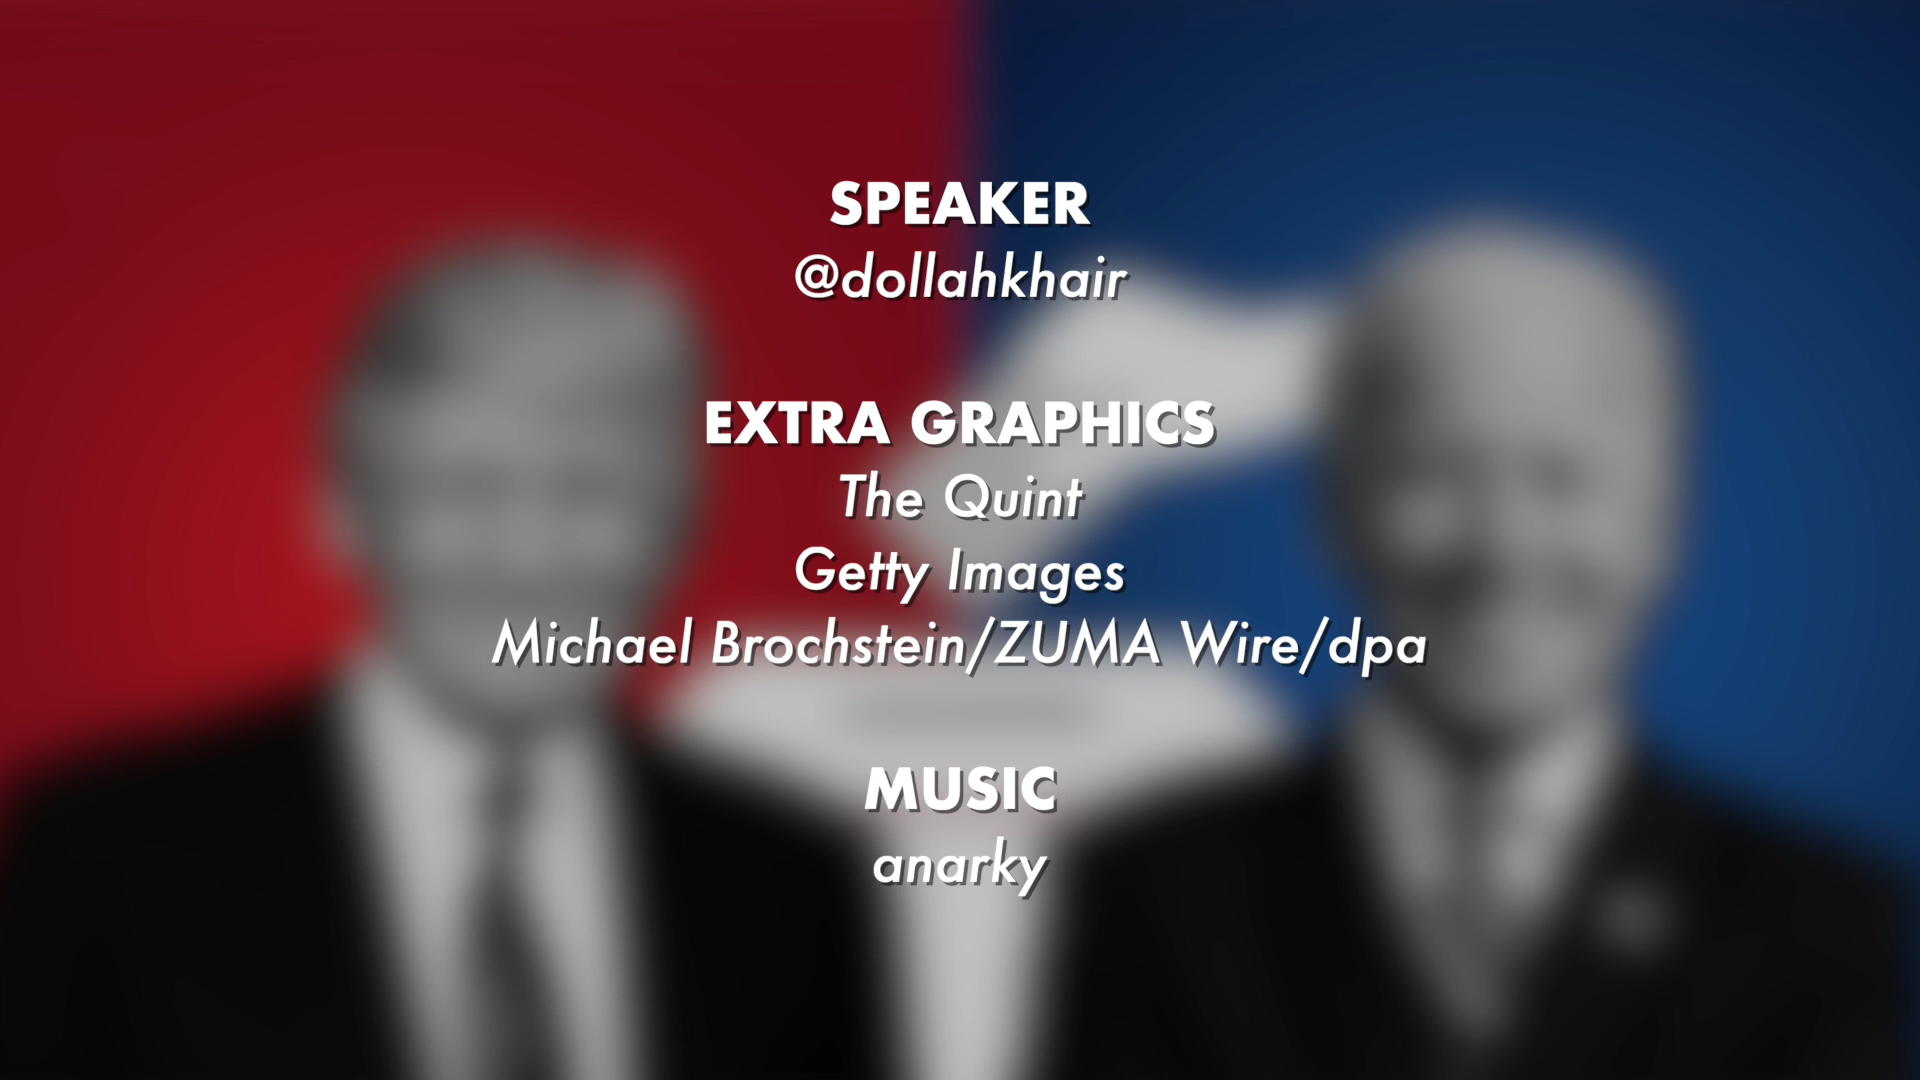 SPEAKER
@dollahkhair
EXTRA GRAPHICS
The Quint
Getty Images
Michael Brochstein/ZUMA Wire/dpa
MUSIC
anarky